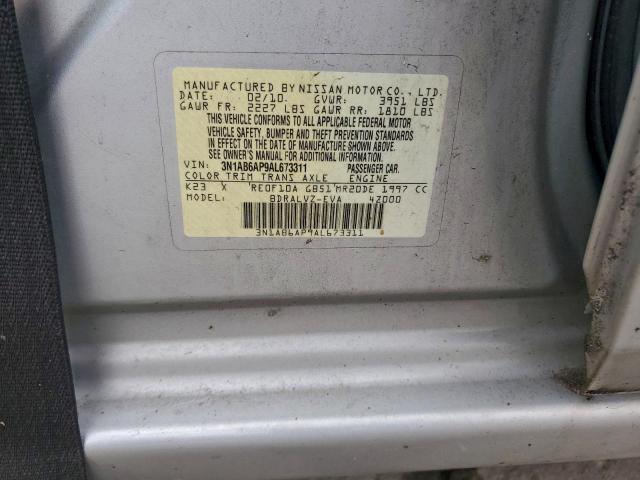 MANUFACTURED BY NISSAN MOTOR CO., LTD.
DATE: 02/10 GVWR: 3951 LBS
GAWR FR: 2227 LBS GAWR RR: 1810 LBS
THIS VEHICLE CONFORMS TO ALL APPLICABLE FEDERAL MOTOR
VEHICLE SAFETY, BUMPER AND THEFT PREVENTION STANDARDS
IN EFFECT ON THE DATE OF MANUFACTURE SHOWN ABOVE.
SEE OWNER'S MANUAL FOR ADDITIONAL INFORMATION
VIN: 3N1AB6AP9AL673311 PASSENGER CAR.
COLOR TRIM TRANS AXLE ENGINE
K23 X RE0F10A GB51 MR20DE 1997 CC
MODEL: BDRALVZ-EVA 42000
3N1AB6AP9AL673311